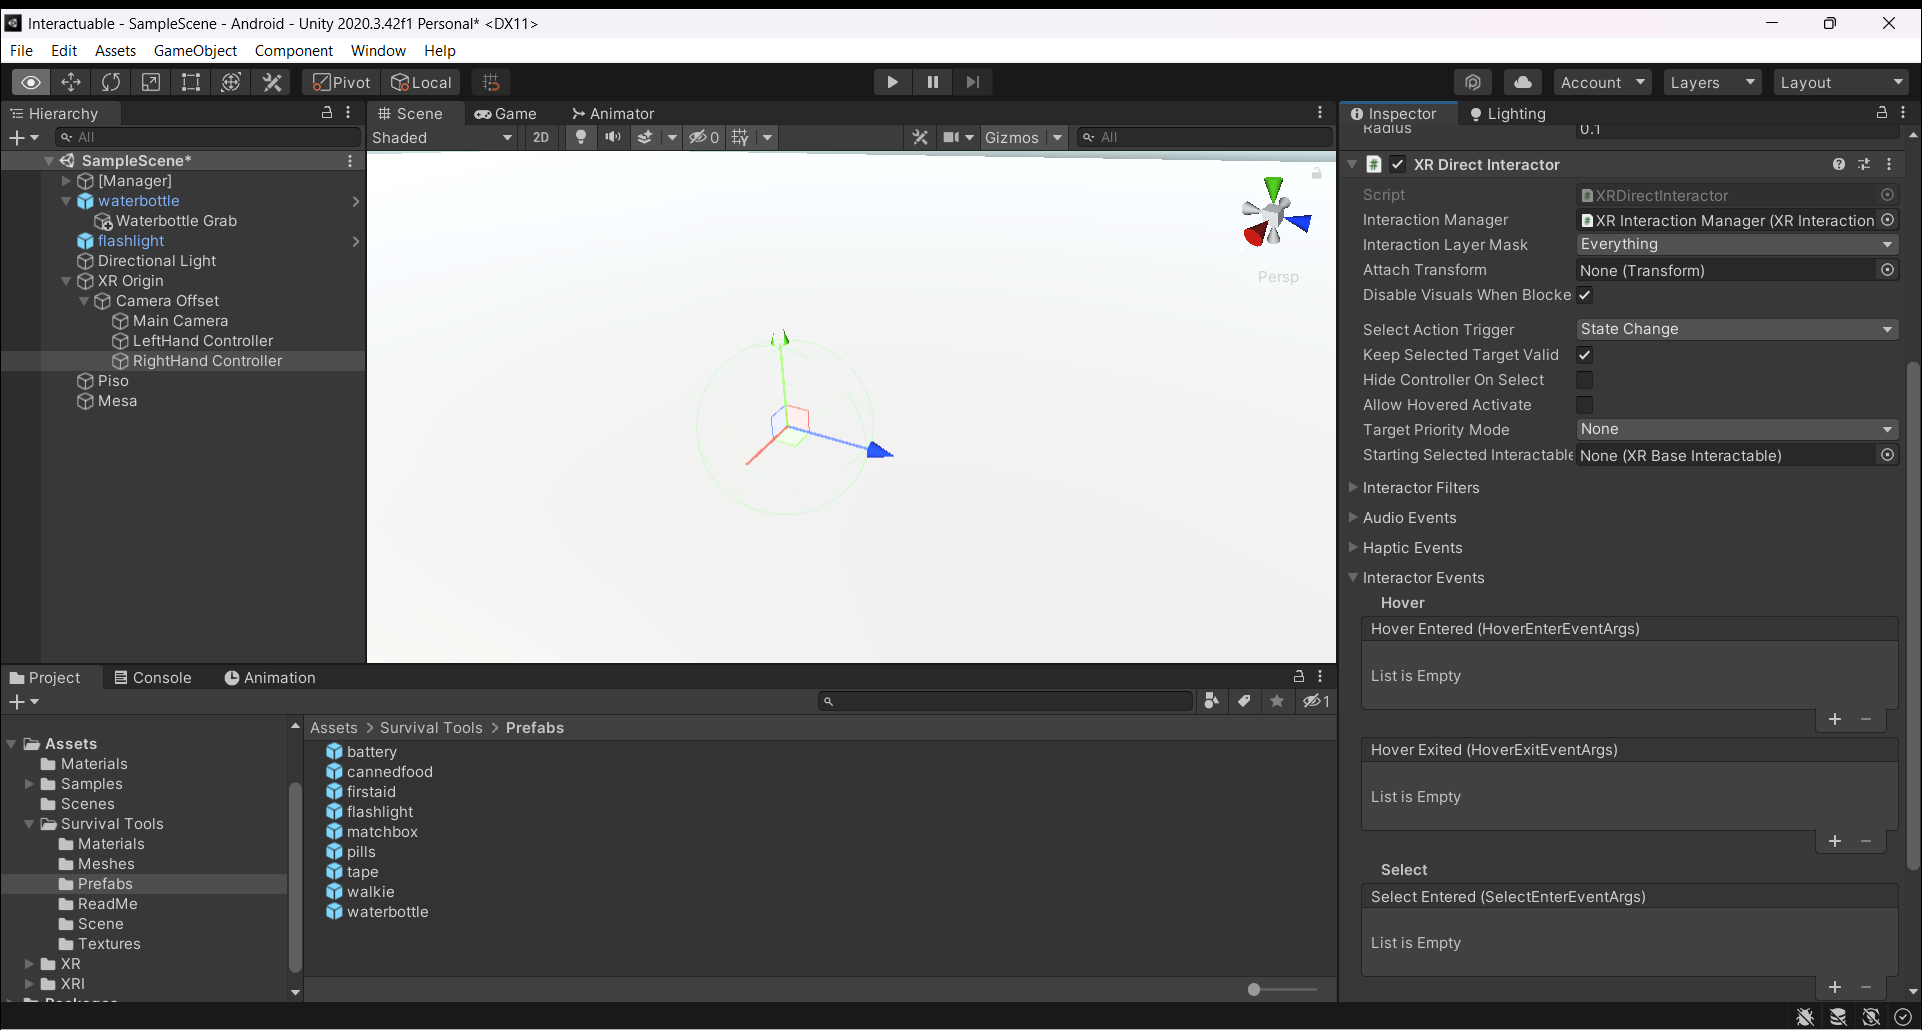 Interactuable - SampleScene - Android - Unity 2020.3.42f1 Personal* <DX11>
File Edit Assets GameObject Component Window Help
Pivot Local Account Layers Layout
Hierarchy
All
SampleScene*
[Manager]
waterbottle
Waterbottle Grab
flashlight
Directional Light
XR Origin
Camera Offset
Main Camera
LeftHand Controller
RightHand Controller
Piso
Mesa
Scene Game Animator
Shaded 2D 0 Gizmos All
Persp
Project Console Animation
1
Assets
Materials
Samples
Scenes
Survival Tools
Materials
Meshes
Prefabs
ReadMe
Scene
Textures
XR
XRI
Packages
Assets > Survival Tools > Prefabs
battery
cannedfood
firstaid
flashlight
matchbox
pills
tape
walkie
waterbottle
Inspector Lighting
Radius 0.1
# XR Direct Interactor
Script XRDirectInteractor
Interaction Manager XR Interaction Manager (XR Interaction
Interaction Layer Mask Everything
Attach Transform None (Transform)
Disable Visuals When Blocke
Select Action Trigger State Change
Keep Selected Target Valid
Hide Controller On Select
Allow Hovered Activate
Target Priority Mode None
Starting Selected Interactable None (XR Base Interactable)
Interactor Filters
Audio Events
Haptic Events
Interactor Events
Hover
Hover Entered (HoverEnterEventArgs)
List is Empty
+ −
Hover Exited (HoverExitEventArgs)
List is Empty
+ −
Select
Select Entered (SelectEnterEventArgs)
List is Empty
+ −